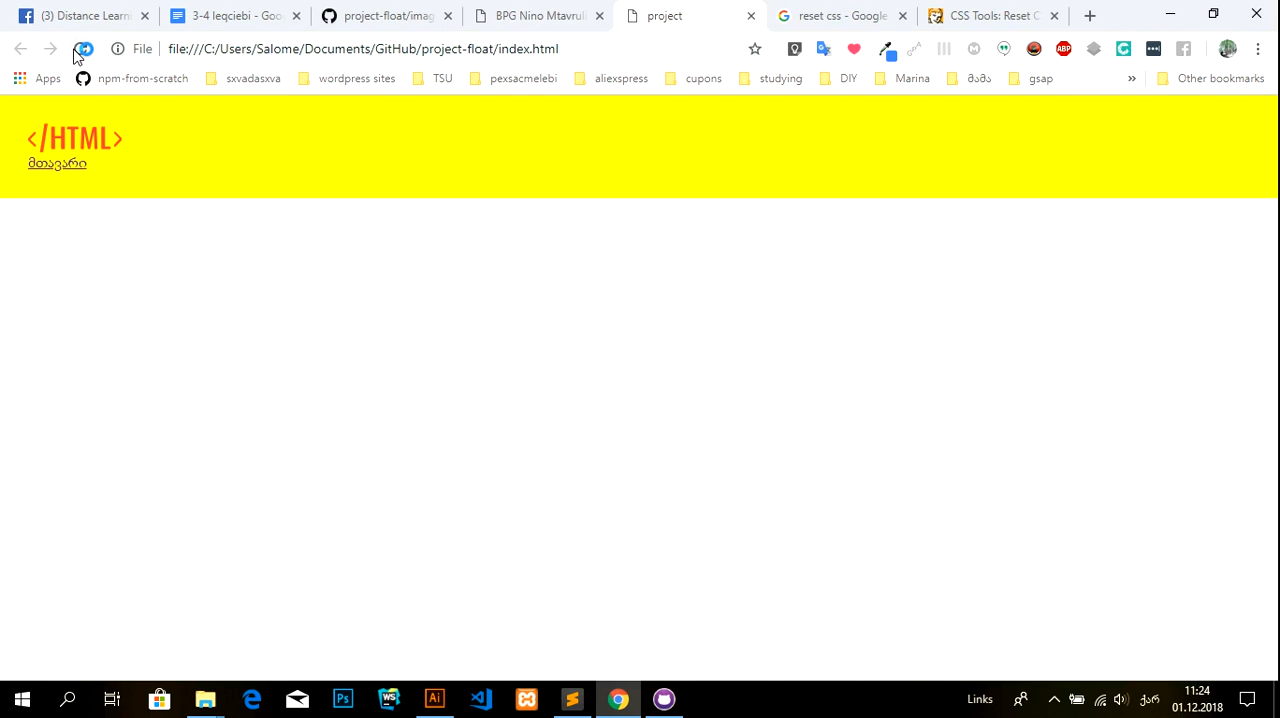 (3) Distance Learn
3-4 leqciebi - Goo
project-float/imag
BPG Nino Mtavruli
project
reset css - Google
CSS Tools: Reset C
File
file:///C:/Users/Salome/Documents/GitHub/project-float/index.html
Apps
npm-from-scratch
sxvadasxva
wordpress sites
TSU
pexsacmelebi
aliexspress
cupons
studying
DIY
Marina
მამა
gsap
»
Other bookmarks
</HTML>
მთავარი
Links
ქარ
11:24
01.12.2018